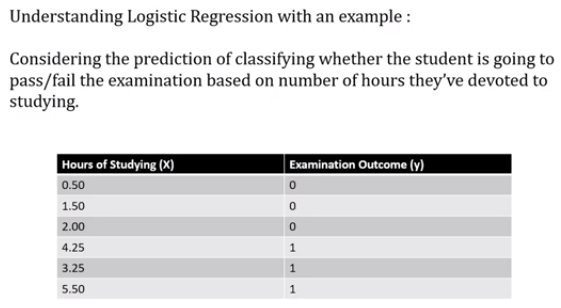 Understanding Logistic Regression with an example :
Considering the prediction of classifying whether the student is going to
pass/fail the examination based on number of hours they’ve devoted to
studying.
Hours of Studying (X) Examination Outcome (y)
0.50 0
1.50 0
2.00 0
4.25 1
3.25 1
5.50 1